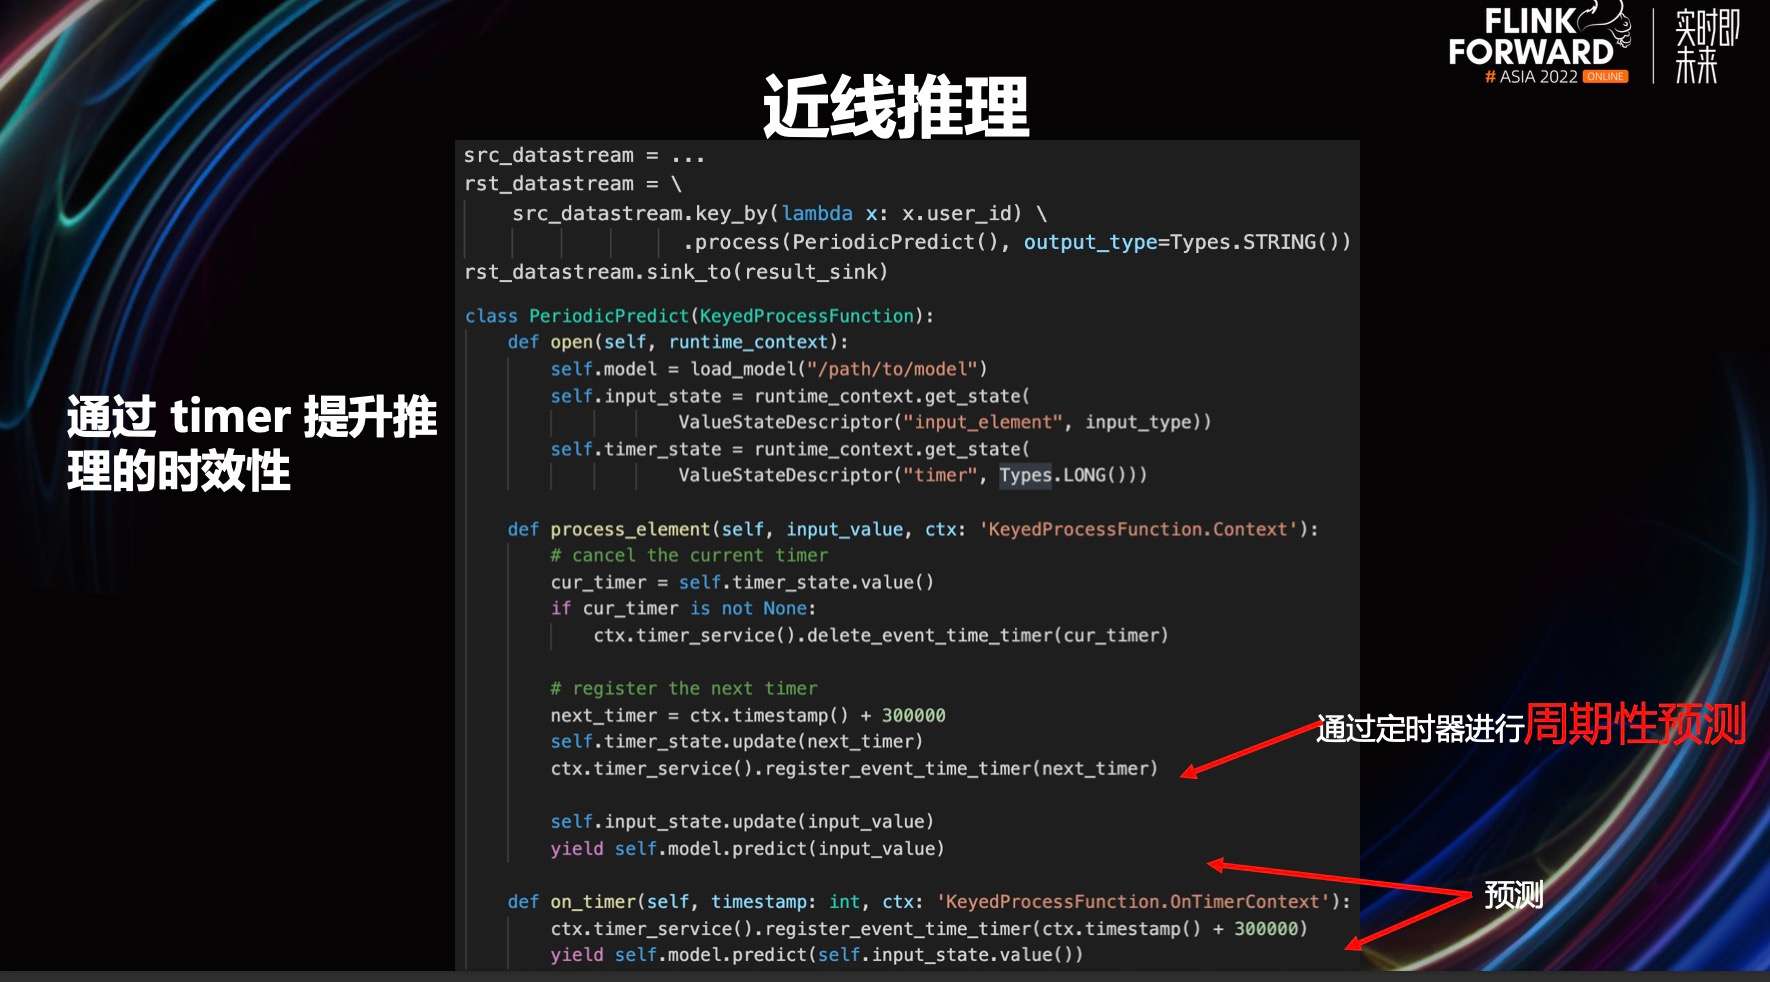 FLINK
FORWARD
# ASIA 2022 ONLINE
实时即
未来
近线推理
通过 timer 提升推
理的时效性
src_datastream = ...
rst_datastream = \
    src_datastream.key_by(lambda x: x.user_id) \
                  .process(PeriodicPredict(), output_type=Types.STRING())
rst_datastream.sink_to(result_sink)
class PeriodicPredict(KeyedProcessFunction):
    def open(self, runtime_context):
        self.model = load_model("/path/to/model")
        self.input_state = runtime_context.get_state(
                    ValueStateDescriptor("input_element", input_type))
        self.timer_state = runtime_context.get_state(
                    ValueStateDescriptor("timer", Types.LONG()))
    def process_element(self, input_value, ctx: 'KeyedProcessFunction.Context'):
        # cancel the current timer
        cur_timer = self.timer_state.value()
        if cur_timer is not None:
            ctx.timer_service().delete_event_time_timer(cur_timer)
        # register the next timer
        next_timer = ctx.timestamp() + 300000
        self.timer_state.update(next_timer)
        ctx.timer_service().register_event_time_timer(next_timer)
        self.input_state.update(input_value)
        yield self.model.predict(input_value)
    def on_timer(self, timestamp: int, ctx: 'KeyedProcessFunction.OnTimerContext'):
        ctx.timer_service().register_event_time_timer(ctx.timestamp() + 300000)
        yield self.model.predict(self.input_state.value())
通过定时器进行周期性预测
预测